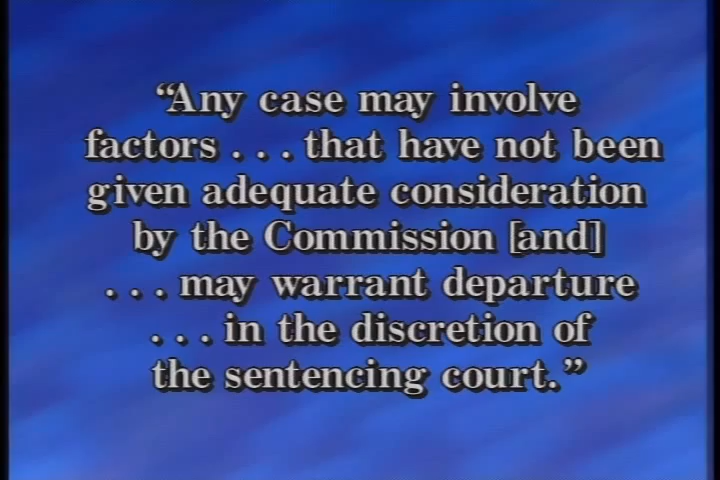 “Any case may involve
factors . . . that have not been
given adequate consideration
by the Commission [and]
. . . may warrant departure
. . . in the discretion of
the sentencing court.”